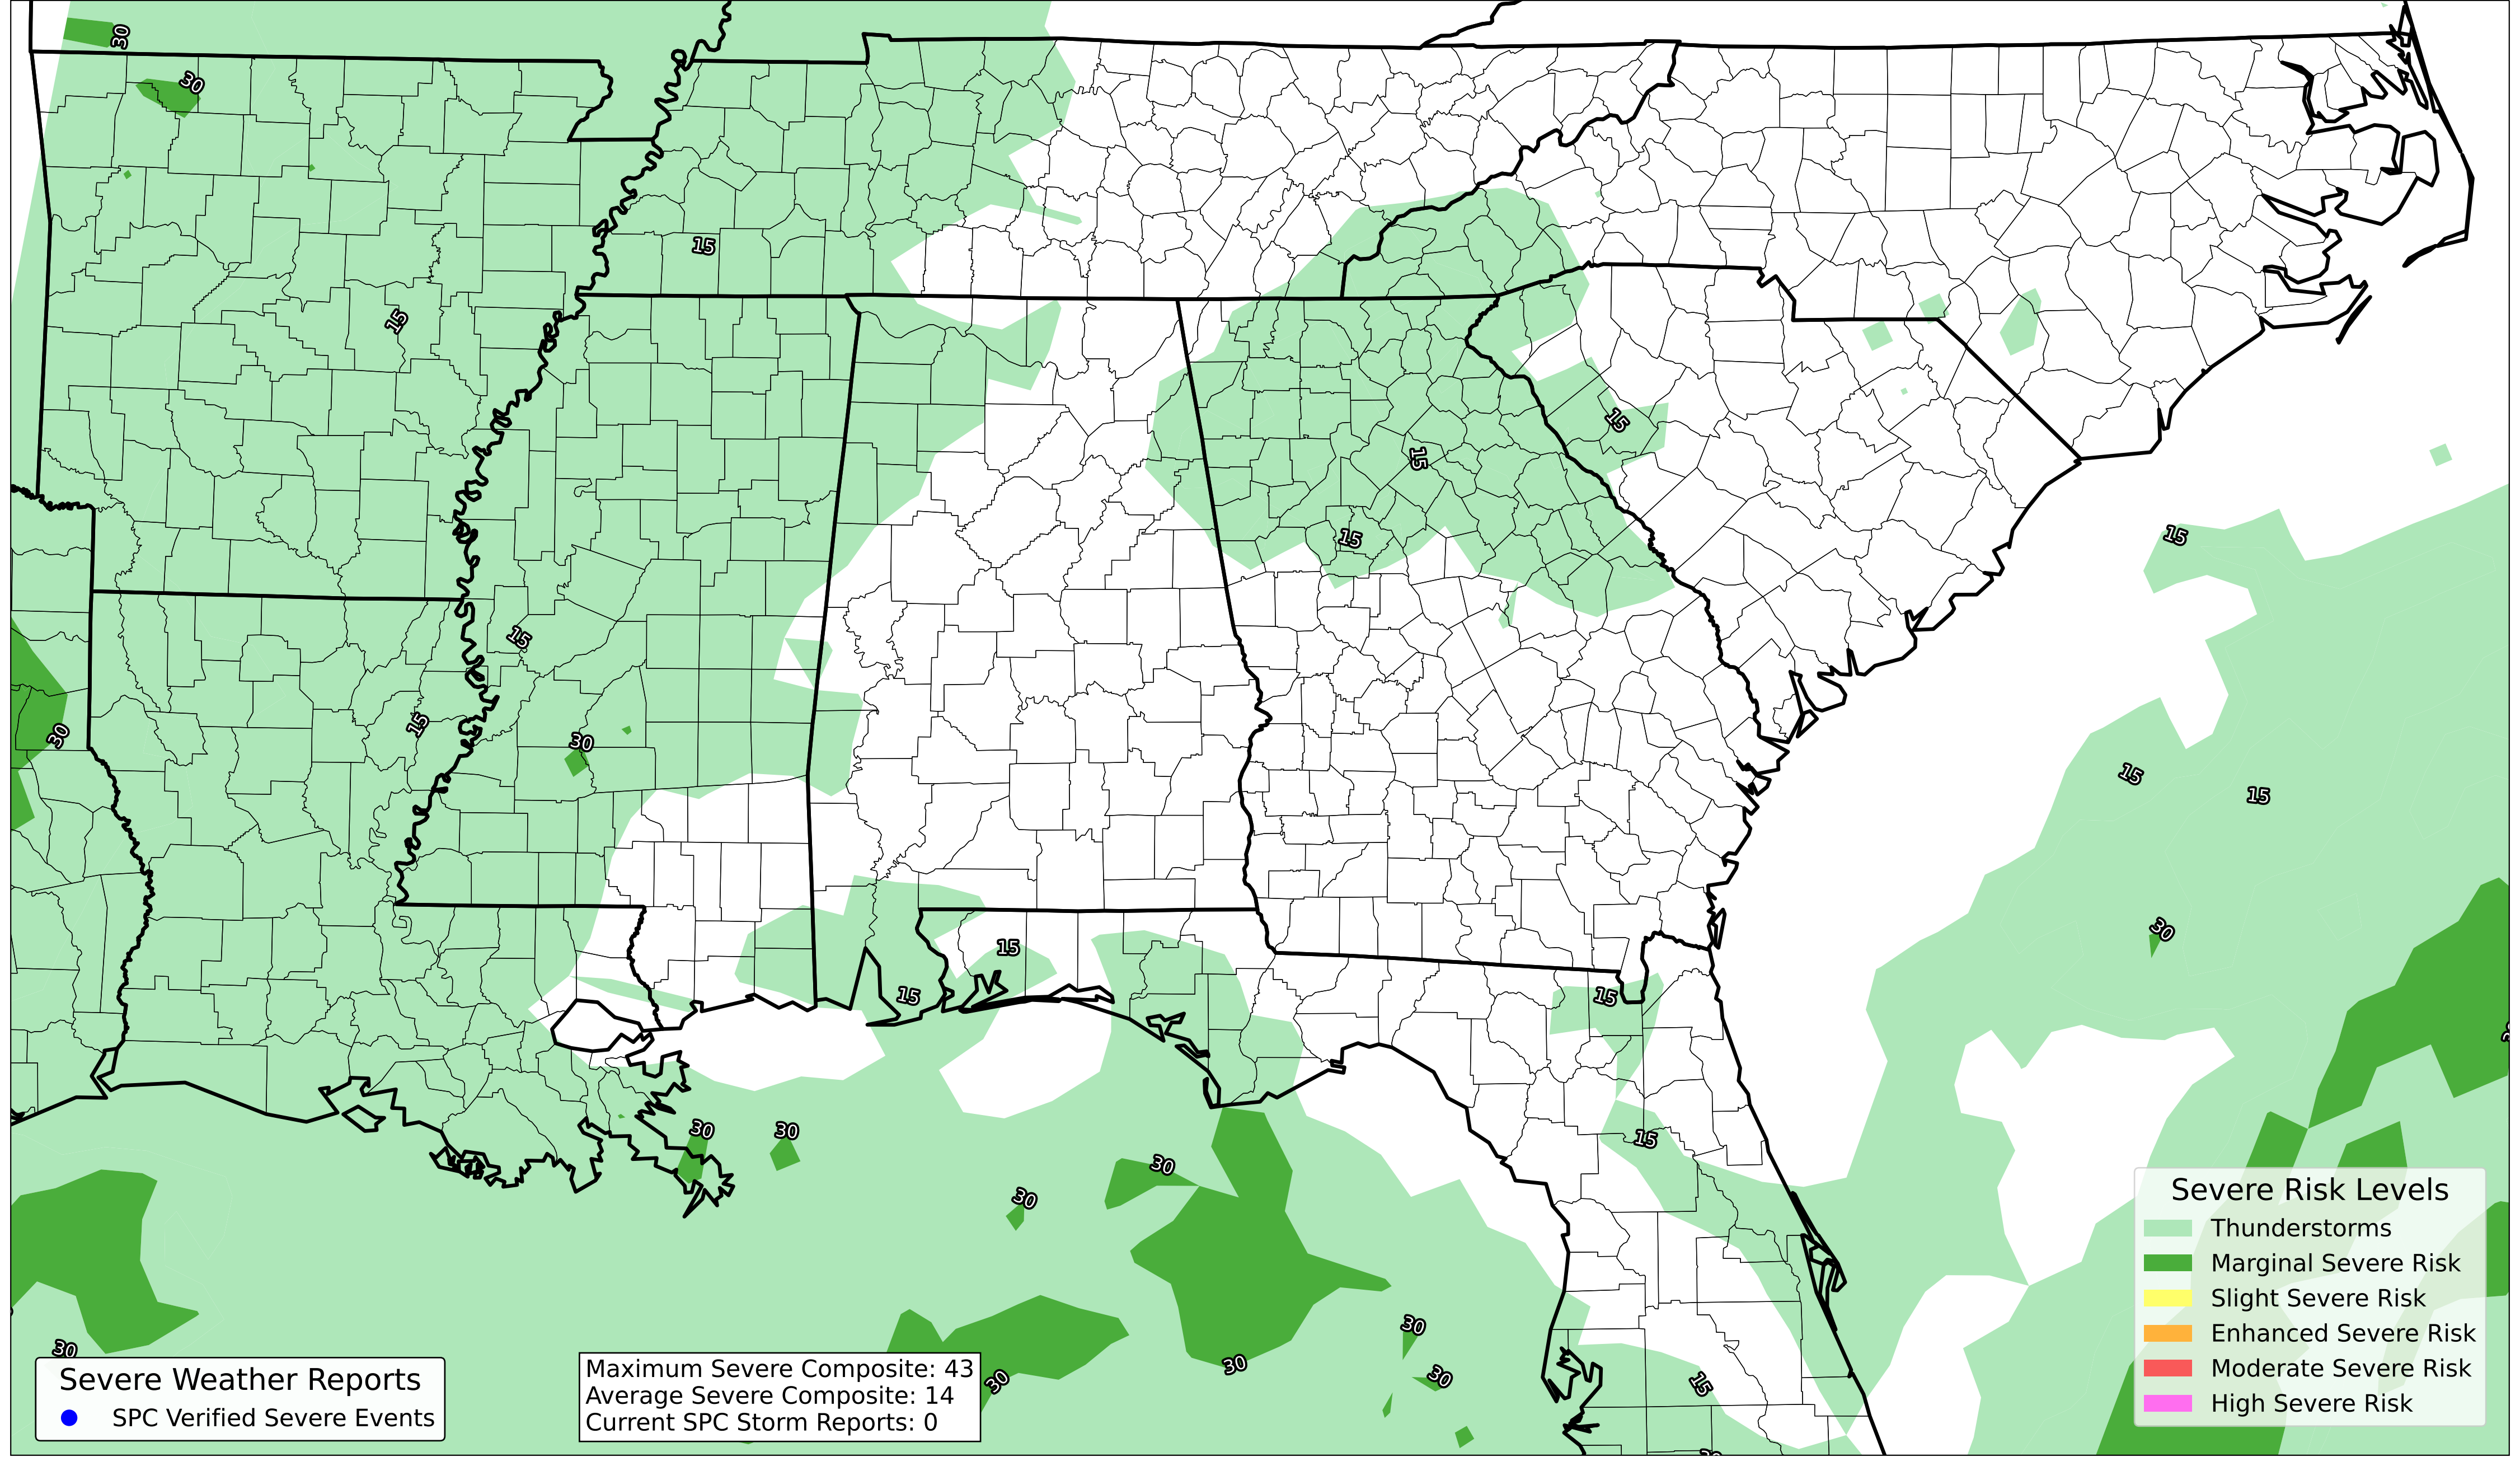 30
30
15
15
15
15
15
15
15
30
30
15
15
15
30
15
15
15
30
15
30
30
30
30
30
30
30
30
30
15
Severe Risk Levels
Thunderstorms
Marginal Severe Risk
Slight Severe Risk
Enhanced Severe Risk
Moderate Severe Risk
High Severe Risk
Severe Weather Reports
SPC Verified Severe Events
Maximum Severe Composite: 43
Average Severe Composite: 14
Current SPC Storm Reports: 0